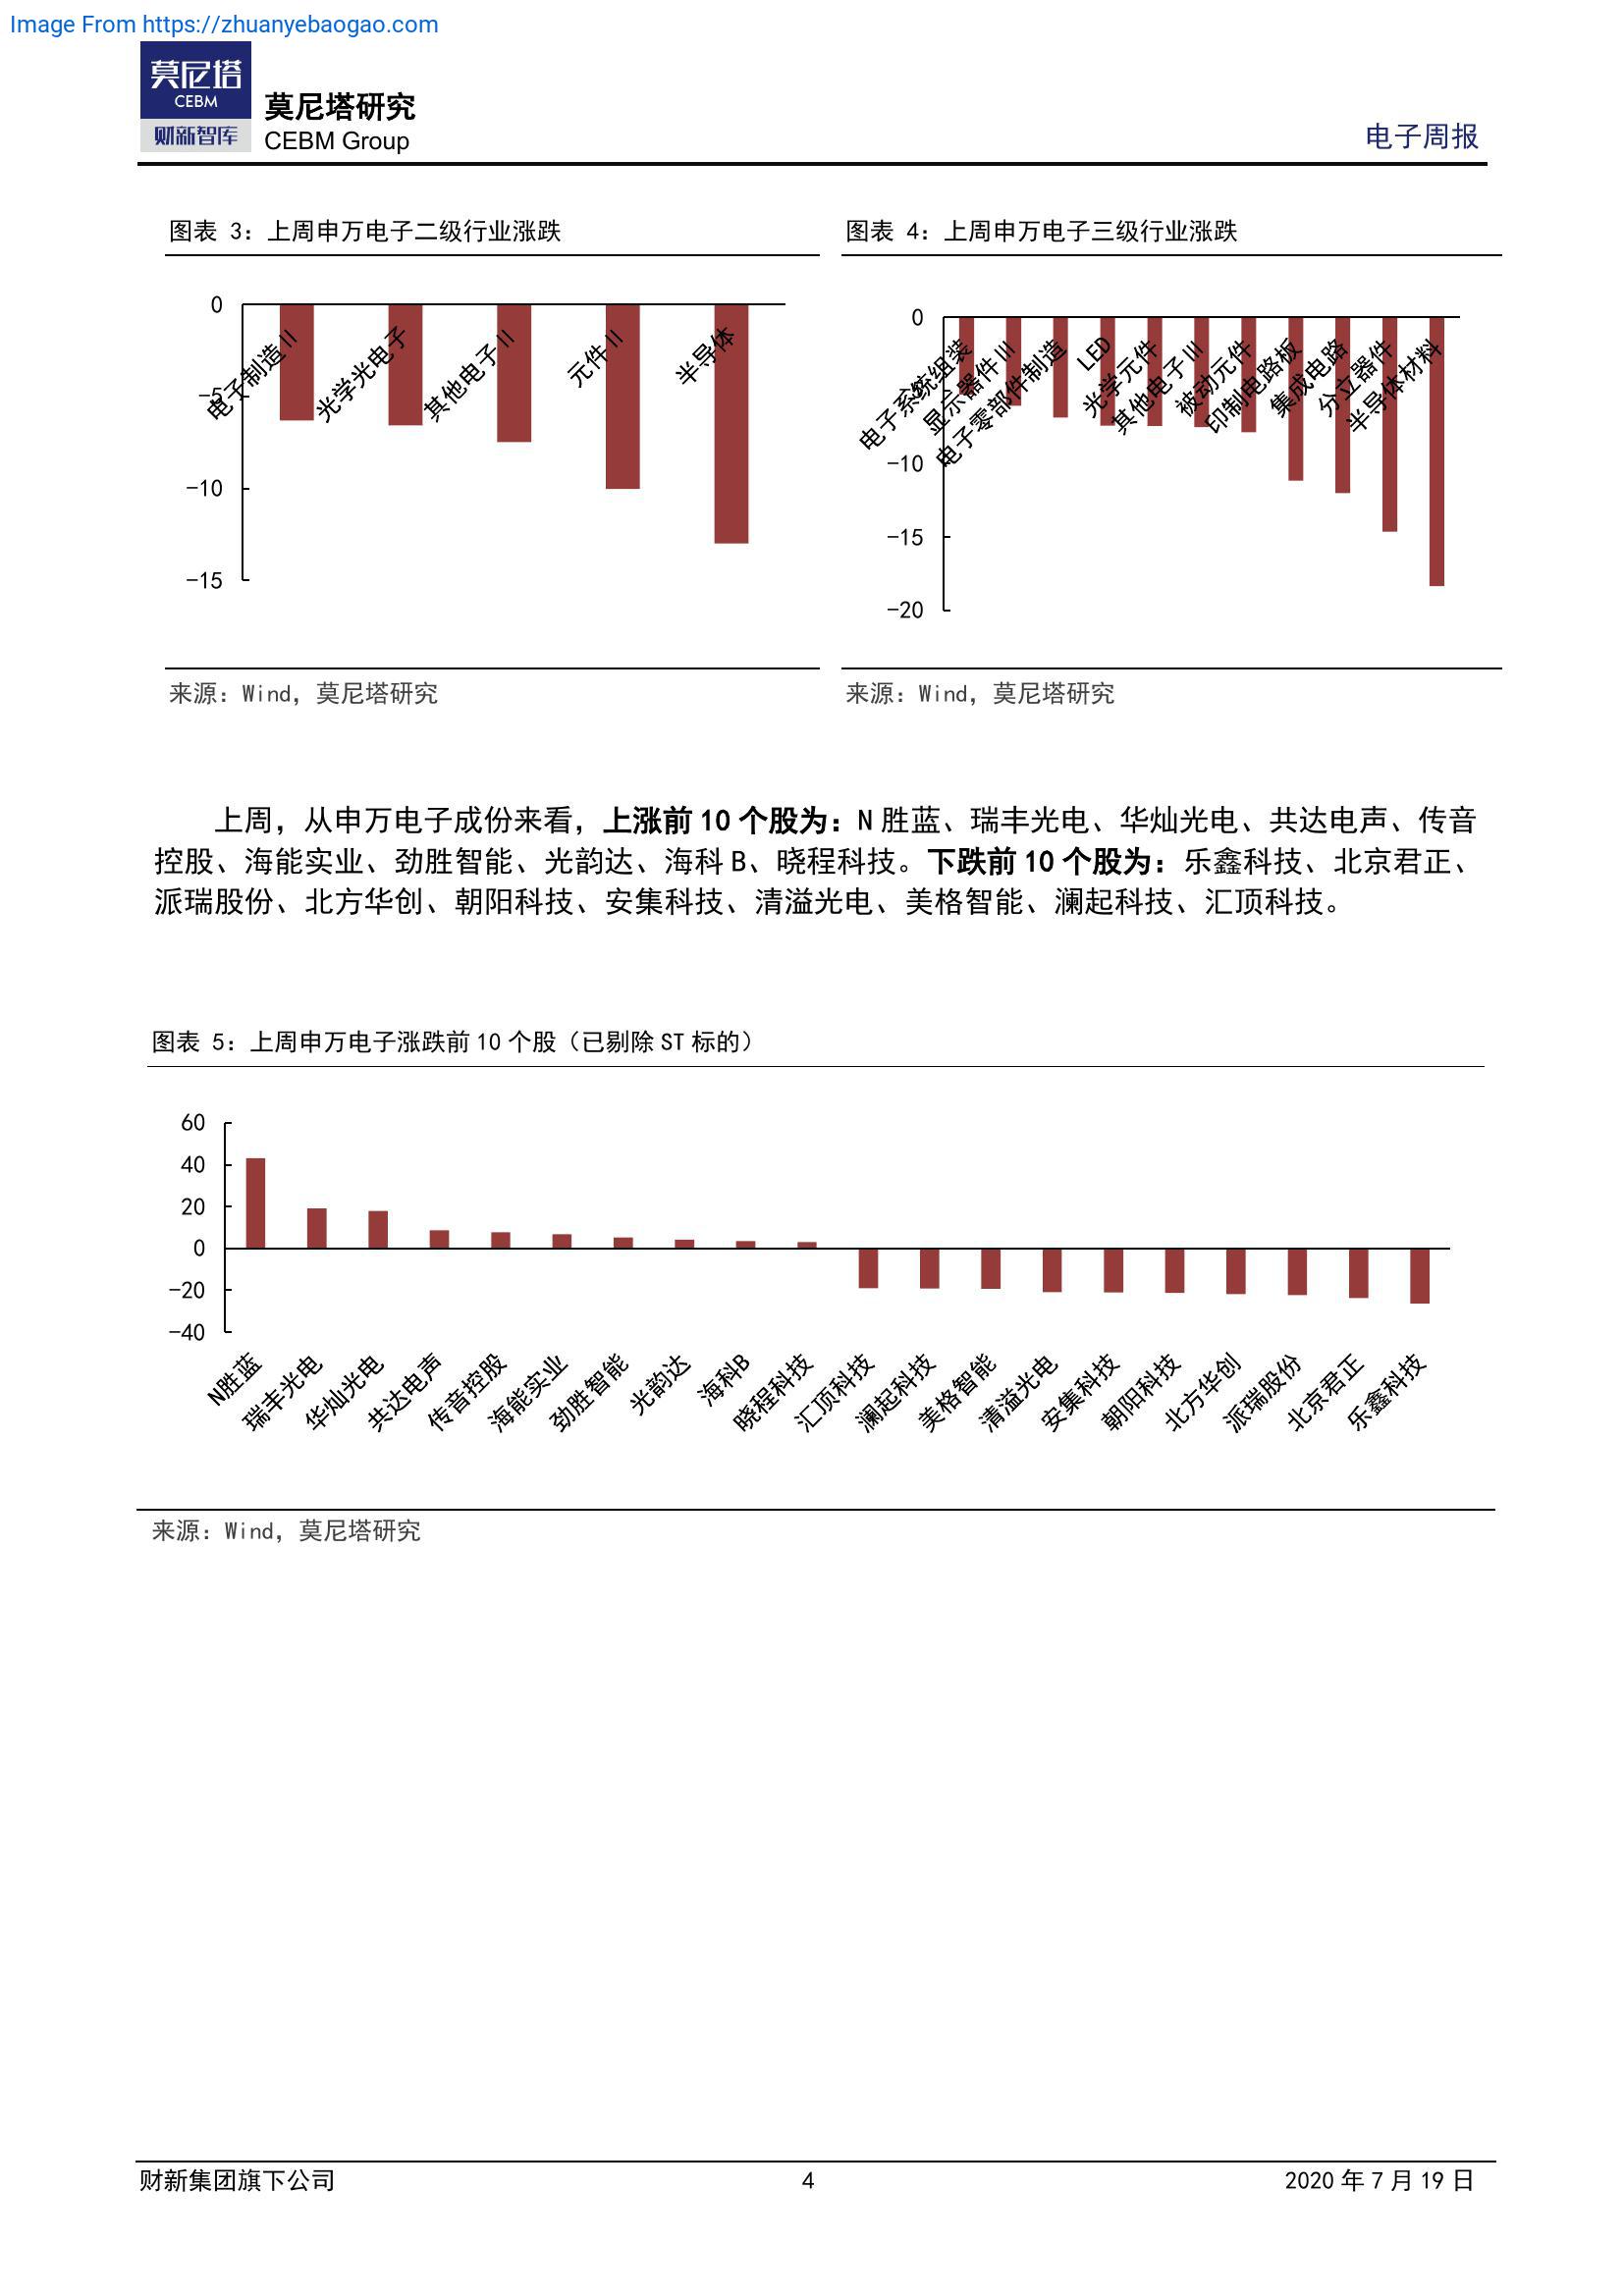 Image From https://zhuanyebaogao.com
莫尼塔
CEBM
财新智库
莫尼塔研究
CEBM Group
电子周报
图表 3：上周申万电子二级行业涨跌
0
-5
-10
-15
电子制造Ⅱ
光学光电子
其他电子Ⅱ
元件Ⅱ
半导体
来源：Wind，莫尼塔研究
图表 4：上周申万电子三级行业涨跌
0
-10
-15
-20
电子系统组装
显示器件Ⅲ
电子零部件制造
LED
光学元件
其他电子Ⅲ
被动元件
印制电路板
集成电路
分立器件
半导体材料
来源：Wind，莫尼塔研究
上周，从申万电子成份来看，上涨前 10 个股为：N 胜蓝、瑞丰光电、华灿光电、共达电声、传音
控股、海能实业、劲胜智能、光韵达、海科 B、晓程科技。下跌前 10 个股为：乐鑫科技、北京君正、
派瑞股份、北方华创、朝阳科技、安集科技、清溢光电、美格智能、澜起科技、汇顶科技。
图表 5：上周申万电子涨跌前 10 个股（已剔除 ST 标的）
60
40
20
0
-20
-40
N胜蓝
瑞丰光电
华灿光电
共达电声
传音控股
海能实业
劲胜智能
光韵达
海科B
晓程科技
汇顶科技
澜起科技
美格智能
清溢光电
安集科技
朝阳科技
北方华创
派瑞股份
北京君正
乐鑫科技
来源：Wind，莫尼塔研究
财新集团旗下公司
4
2020 年 7 月 19 日